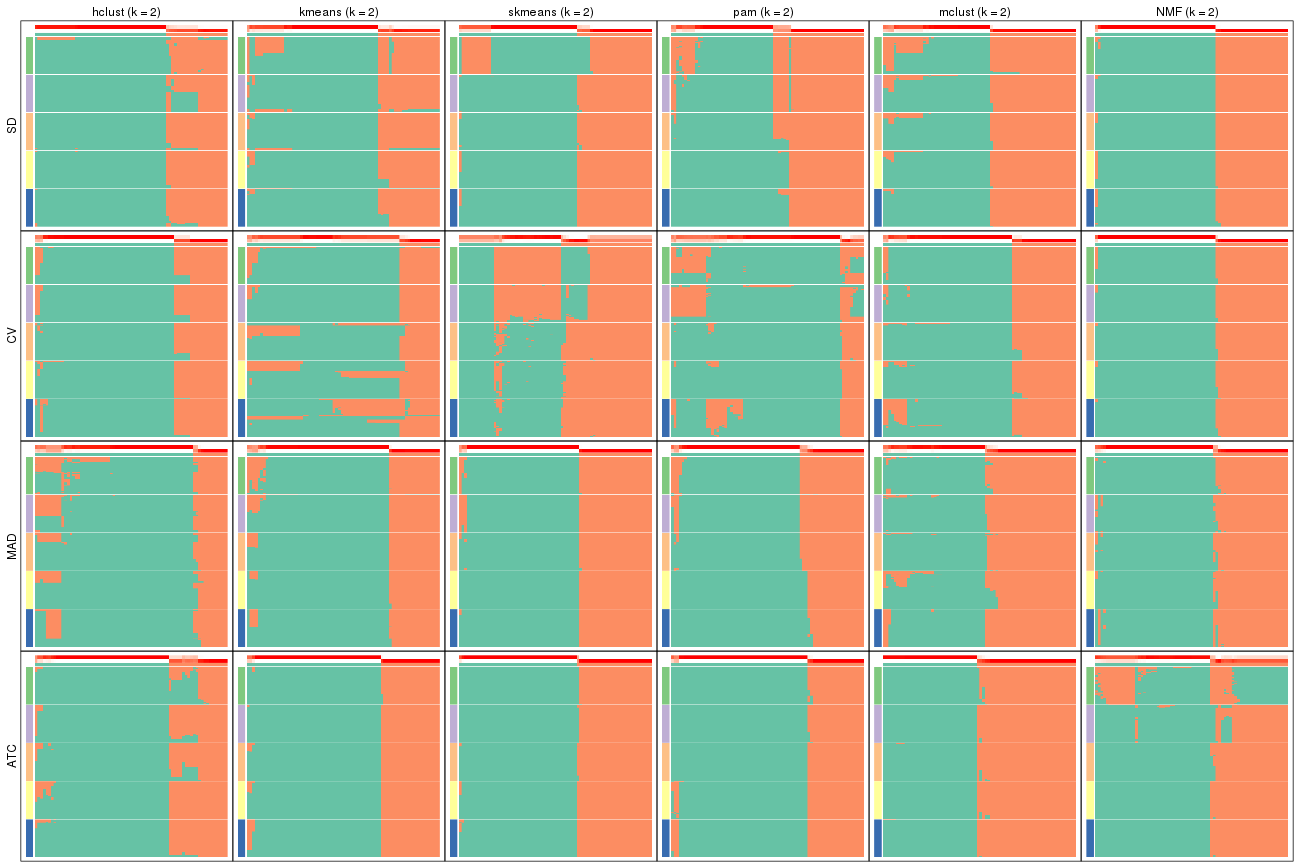 hclust (k = 2)
kmeans (k = 2)
skmeans (k = 2)
pam (k = 2)
mclust (k = 2)
NMF (k = 2)
SD
CV
MAD
ATC